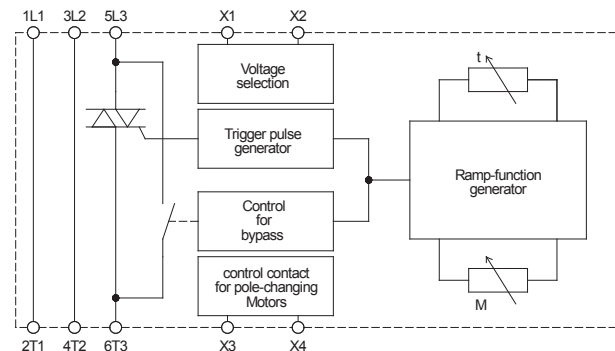 1L1 3L2 5L3 X1 X2
Voltage
selection
t
Trigger pulse
generator
Ramp-function
generator
Control
for
bypass
control contact
for pole-changing
Motors
M
2T1 4T2 6T3 X3 X4